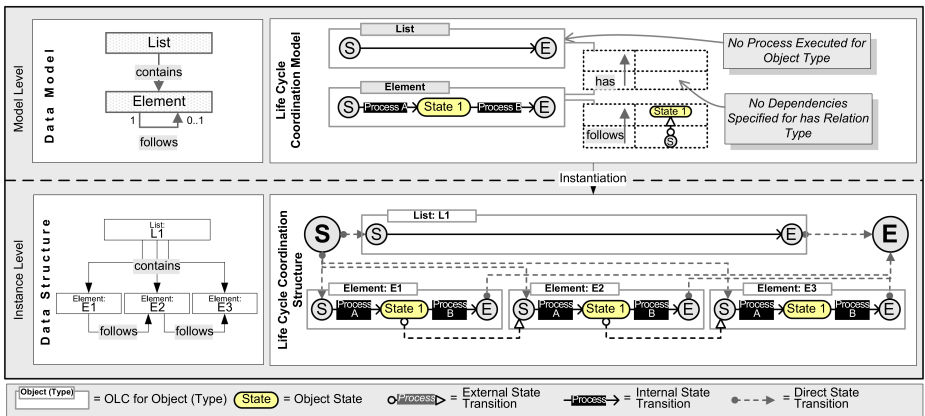 Model Level
Data Model
List
contains
Element
1
0..1
follows
Life Cycle
Coordination Model
List
S
E
Element
S
Process A
State 1
Process B
E
has
follows
State 1
S
No Process Executed for
Object Type
No Dependencies
Specified for has Relation
Type
Instantiation
Instance Level
Data Structure
List:
L1
contains
Element:
E1
Element:
E2
Element:
E3
follows
follows
Life Cycle Coordination
Structure
S
List: L1
S
E
E
Element: E1
S
Process
A
State 1
Process
B
E
Element: E2
S
Process
A
State 1
Process
B
E
Element: E3
S
Process
A
State 1
Process
B
E
Object (Type)
= OLC for Object (Type)
State
= Object State
Process
= External State
Transition
Process
= Internal State
Transition
= Direct State
Transition